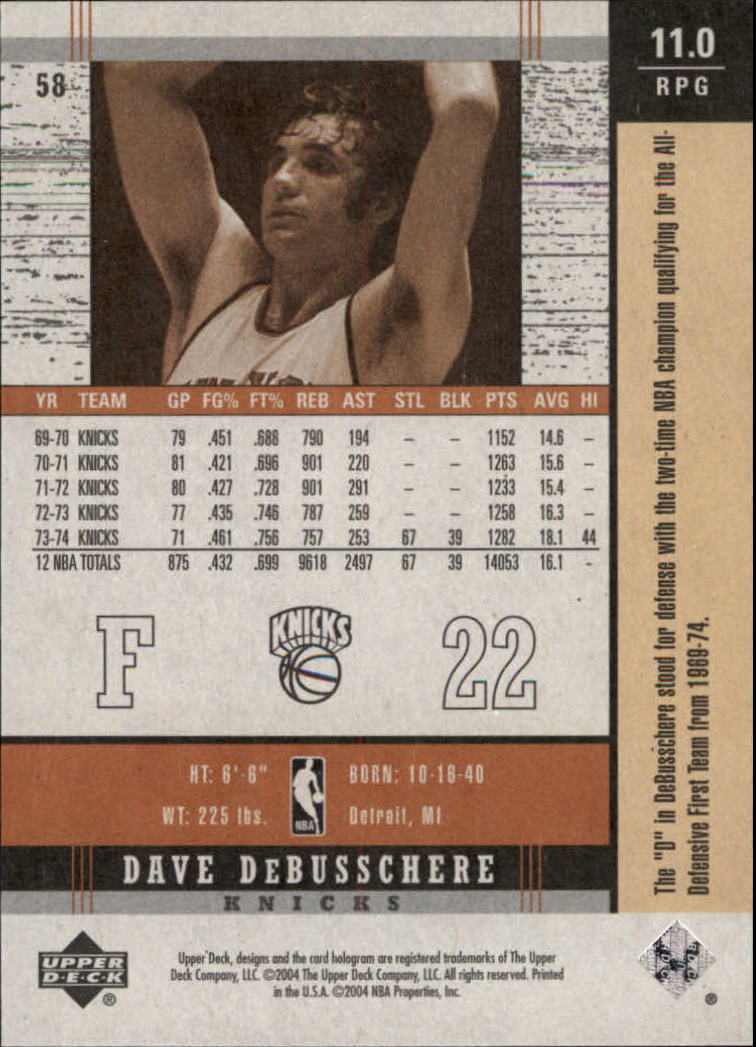 58
11.0
RPG
YR TEAM GP FG% FT% REB AST STL BLK PTS AVG HI
69-70 KNICKS 79 .451 .688 790 194 – – 1152 14.6 –
70-71 KNICKS 81 .421 .696 901 220 – – 1263 15.6 –
71-72 KNICKS 80 .427 .728 901 291 – – 1233 15.4 –
72-73 KNICKS 77 .435 .746 787 259 – – 1258 16.3 –
73-74 KNICKS 71 .461 .756 757 253 67 39 1282 18.1 44
12 NBA TOTALS 875 .432 .699 9618 2497 67 39 14053 16.1 -
F
KNICKS
22
The "D" in DeBusschere stood for defense with the two-time NBA champion qualifying for the All-
Defensive First Team from 1969-74.
HT: 6'-6" BORN: 10-16-40
WT: 225 lbs. Detroit, MI
NBA
DAVE DEBUSSCHERE
KNICKS
UPPER
D·E·C·K
®
Upper Deck, designs and the card hologram are registered trademarks of The Upper
Deck Company, LLC. ©2004 The Upper Deck Company, LLC. All rights reserved. Printed
in the U.S.A. ©2004 NBA Properties, Inc.
®